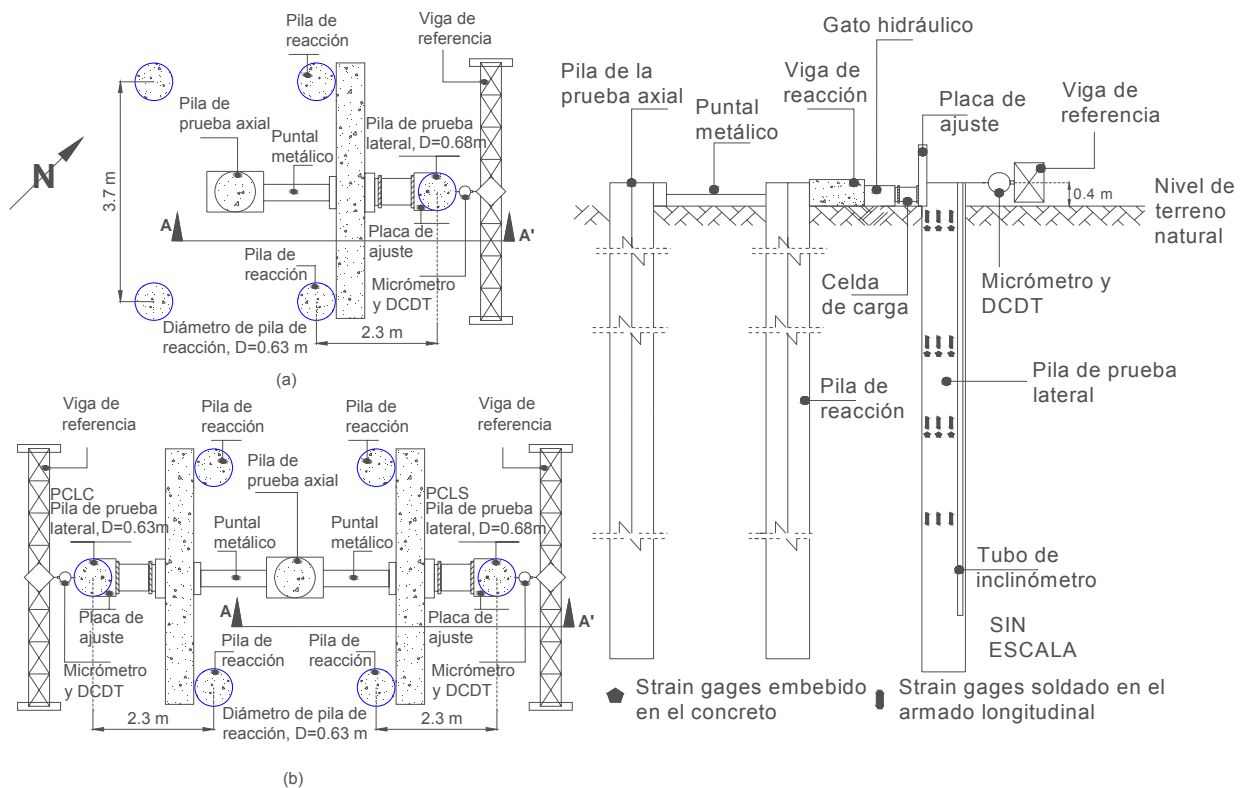 Pila de
reacción
Viga de
referencia
Pila de
prueba axial
Puntal
metálico
Pila de prueba
lateral, D=0.68m
N
3.7 m
A
A'
Placa de
ajuste
Pila de
reacción
Micrómetro
y DCDT
Diámetro de pila de
reacción, D=0.63 m
2.3 m
(a)
Viga de
referencia
Pila de
reacción
Pila de
reacción
Viga de
referencia
Pila de
prueba axial
PCLC
Pila de prueba
lateral, D=0.63m
PCLS
Pila de prueba
lateral, D=0.68m
Puntal
metálico
Puntal
metálico
A
A'
Placa de
ajuste
Placa de
ajuste
Pila de
reacción
Pila de
reacción
Micrómetro
y DCDT
Micrómetro
y DCDT
2.3 m
Diámetro de pila de
reacción, D=0.63 m
2.3 m
(b)
Gato hidráulico
Pila de la
prueba axial
Viga de
reacción
Puntal
metálico
Placa de
ajuste
Viga de
referencia
0.4 m
Nivel de
terreno
natural
Celda
de carga
Micrómetro y
DCDT
Pila de prueba
lateral
Pila de
reacción
Tubo de
inclinómetro
SIN
ESCALA
Strain gages embebido
en el concreto
Strain gages soldado en el
armado longitudinal